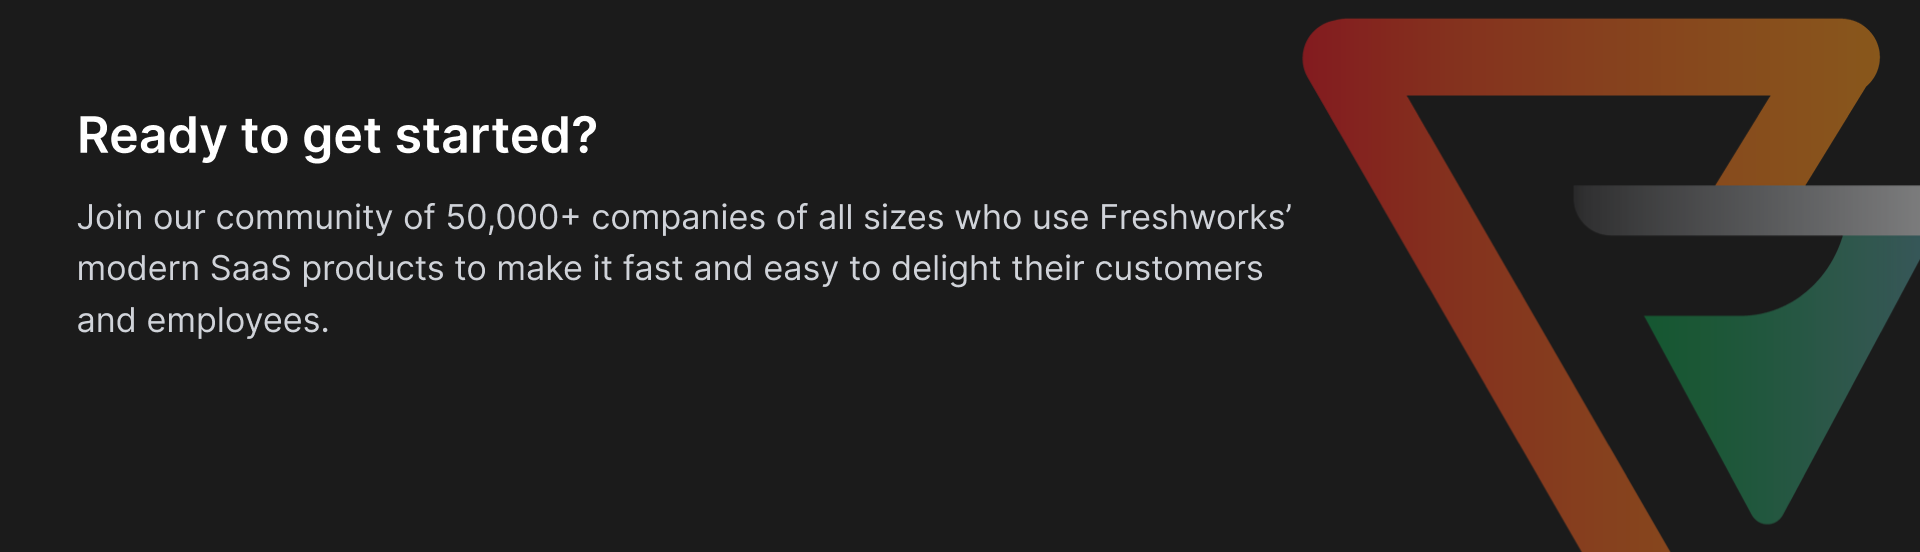 Ready to get started?
Join our community of 50,000+ companies of all sizes who use Freshworks’
modern SaaS products to make it fast and easy to delight their customers
and employees.